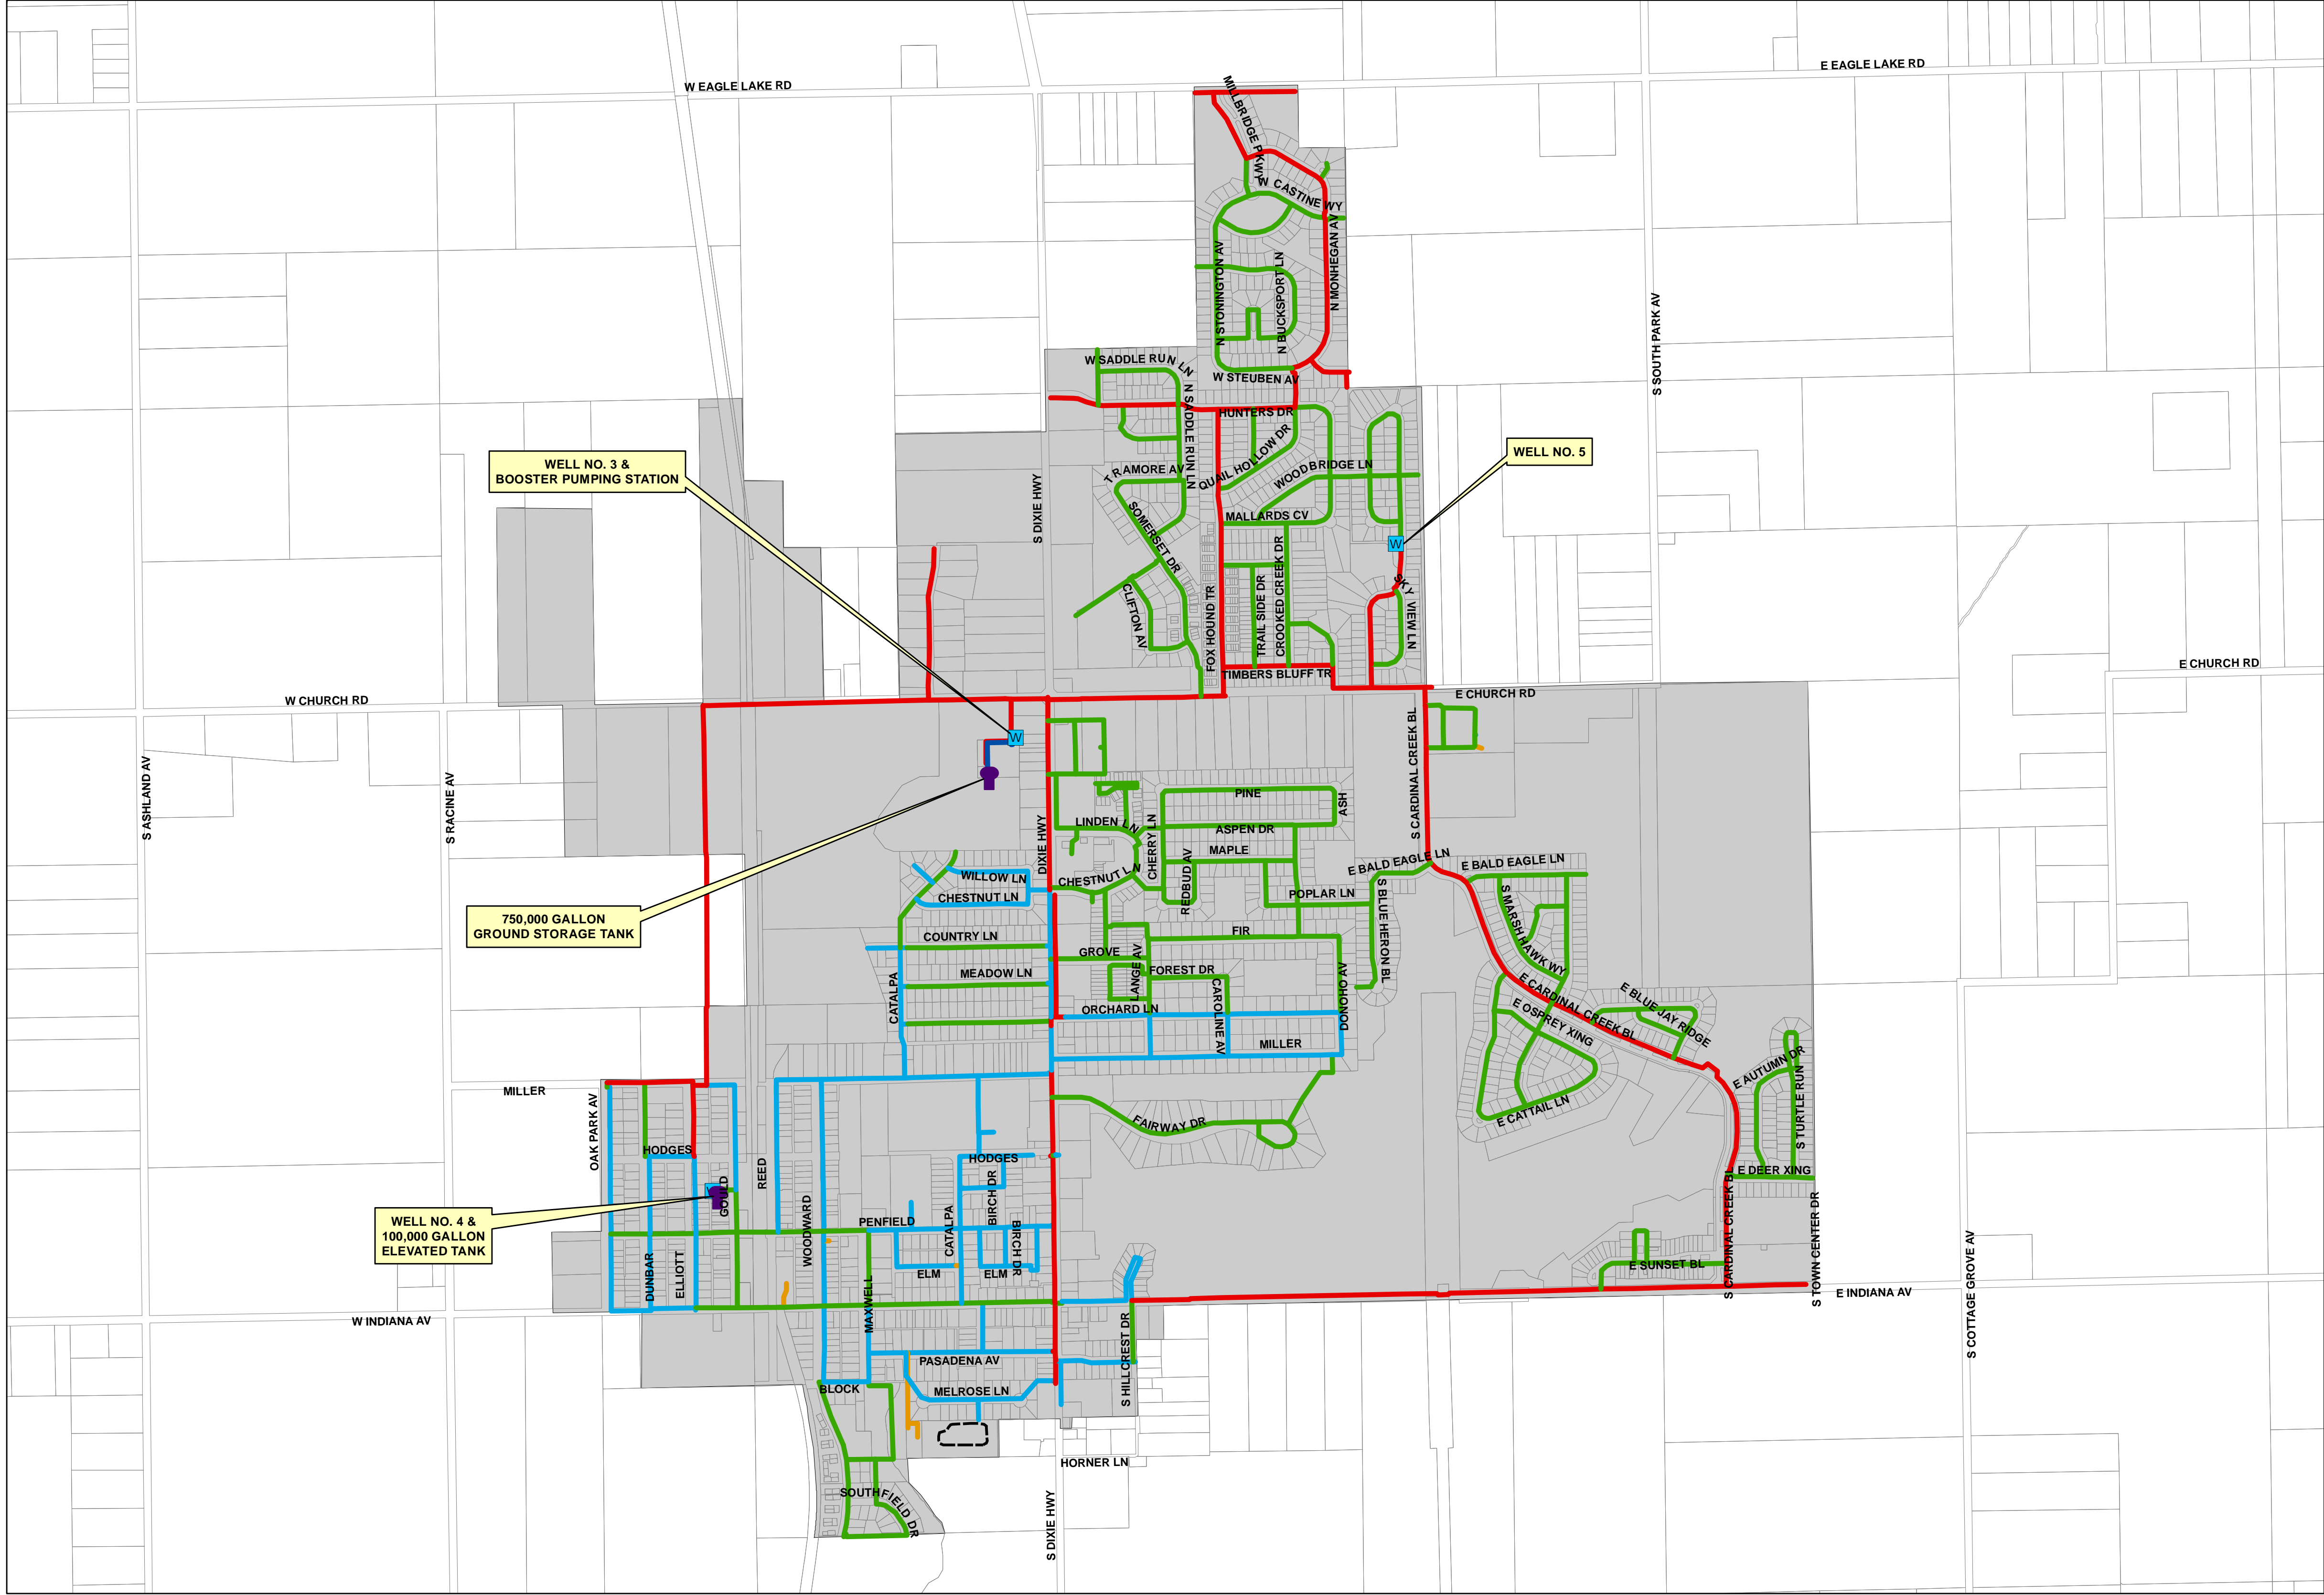 E EAGLE LAKE RD
W EAGLE LAKE RD
MILLBRIDGE PKWY
W CASTINE WY
N MONHEGAN AV
N STONINGTON AV
N BUCKSPORT LN
S SOUTH PARK AV
W SADDLE RUN LN
W STEUBEN AV
N SADDLE RUN LN
HUNTERS DR
QUAIL HOLLOW DR
WOODBRIDGE LN
TRAMORE AV
WELL NO. 5
W
WELL NO. 3 &
BOOSTER PUMPING STATION
S DIXIE HWY
SOMERSET DR
MALLARDS CV
CLIFTON AV
FOX HOUND TR
TRAIL SIDE DR
CROOKED CREEK DR
SKY VIEW LN
TIMBERS BLUFF TR
E CHURCH RD
E CHURCH RD
W CHURCH RD
W
S ASHLAND AV
S RACINE AV
S CARDINAL CREEK BL
PINE
ASH
LINDEN LN
ASPEN DR
DIXIE HWY
CHERRY LN
MAPLE
REDBUD AV
E BALD EAGLE LN
E BALD EAGLE LN
CHESTNUT LN
WILLOW LN
CHESTNUT LN
POPLAR LN
S BLUE HERON BL
S MARSH HAWK WY
750,000 GALLON
GROUND STORAGE TANK
COUNTRY LN
FIR
GROVE
MEADOW LN
LANGE AV
FOREST DR
CATALPA
CAROLINE AV
DONOHO AV
ORCHARD LN
E CARDINAL CREEK BL
E BLUE JAY RIDGE
E OSPREY XING
MILLER
E AUTUMN DR
S TURTLE RUN
MILLER
OAK PARK AV
E CATTAIL LN
FAIRWAY DR
HODGES
HODGES
REED
GOULD
E DEER XING
BIRCH DR
WOODWARD
PENFIELD
CATALPA
BIRCH DR
WELL NO. 4 &
100,000 GALLON
ELEVATED TANK
S CARDINAL CREEK BL
S TOWN CENTER DR
S COTTAGE GROVE AV
DUNBAR
ELLIOTT
ELM
ELM
E SUNSET BL
MAXWELL
E INDIANA AV
W INDIANA AV
S HILLCREST DR
PASADENA AV
BLOCK
MELROSE LN
HORNER LN
SOUTHFIELD DR
S DIXIE HWY